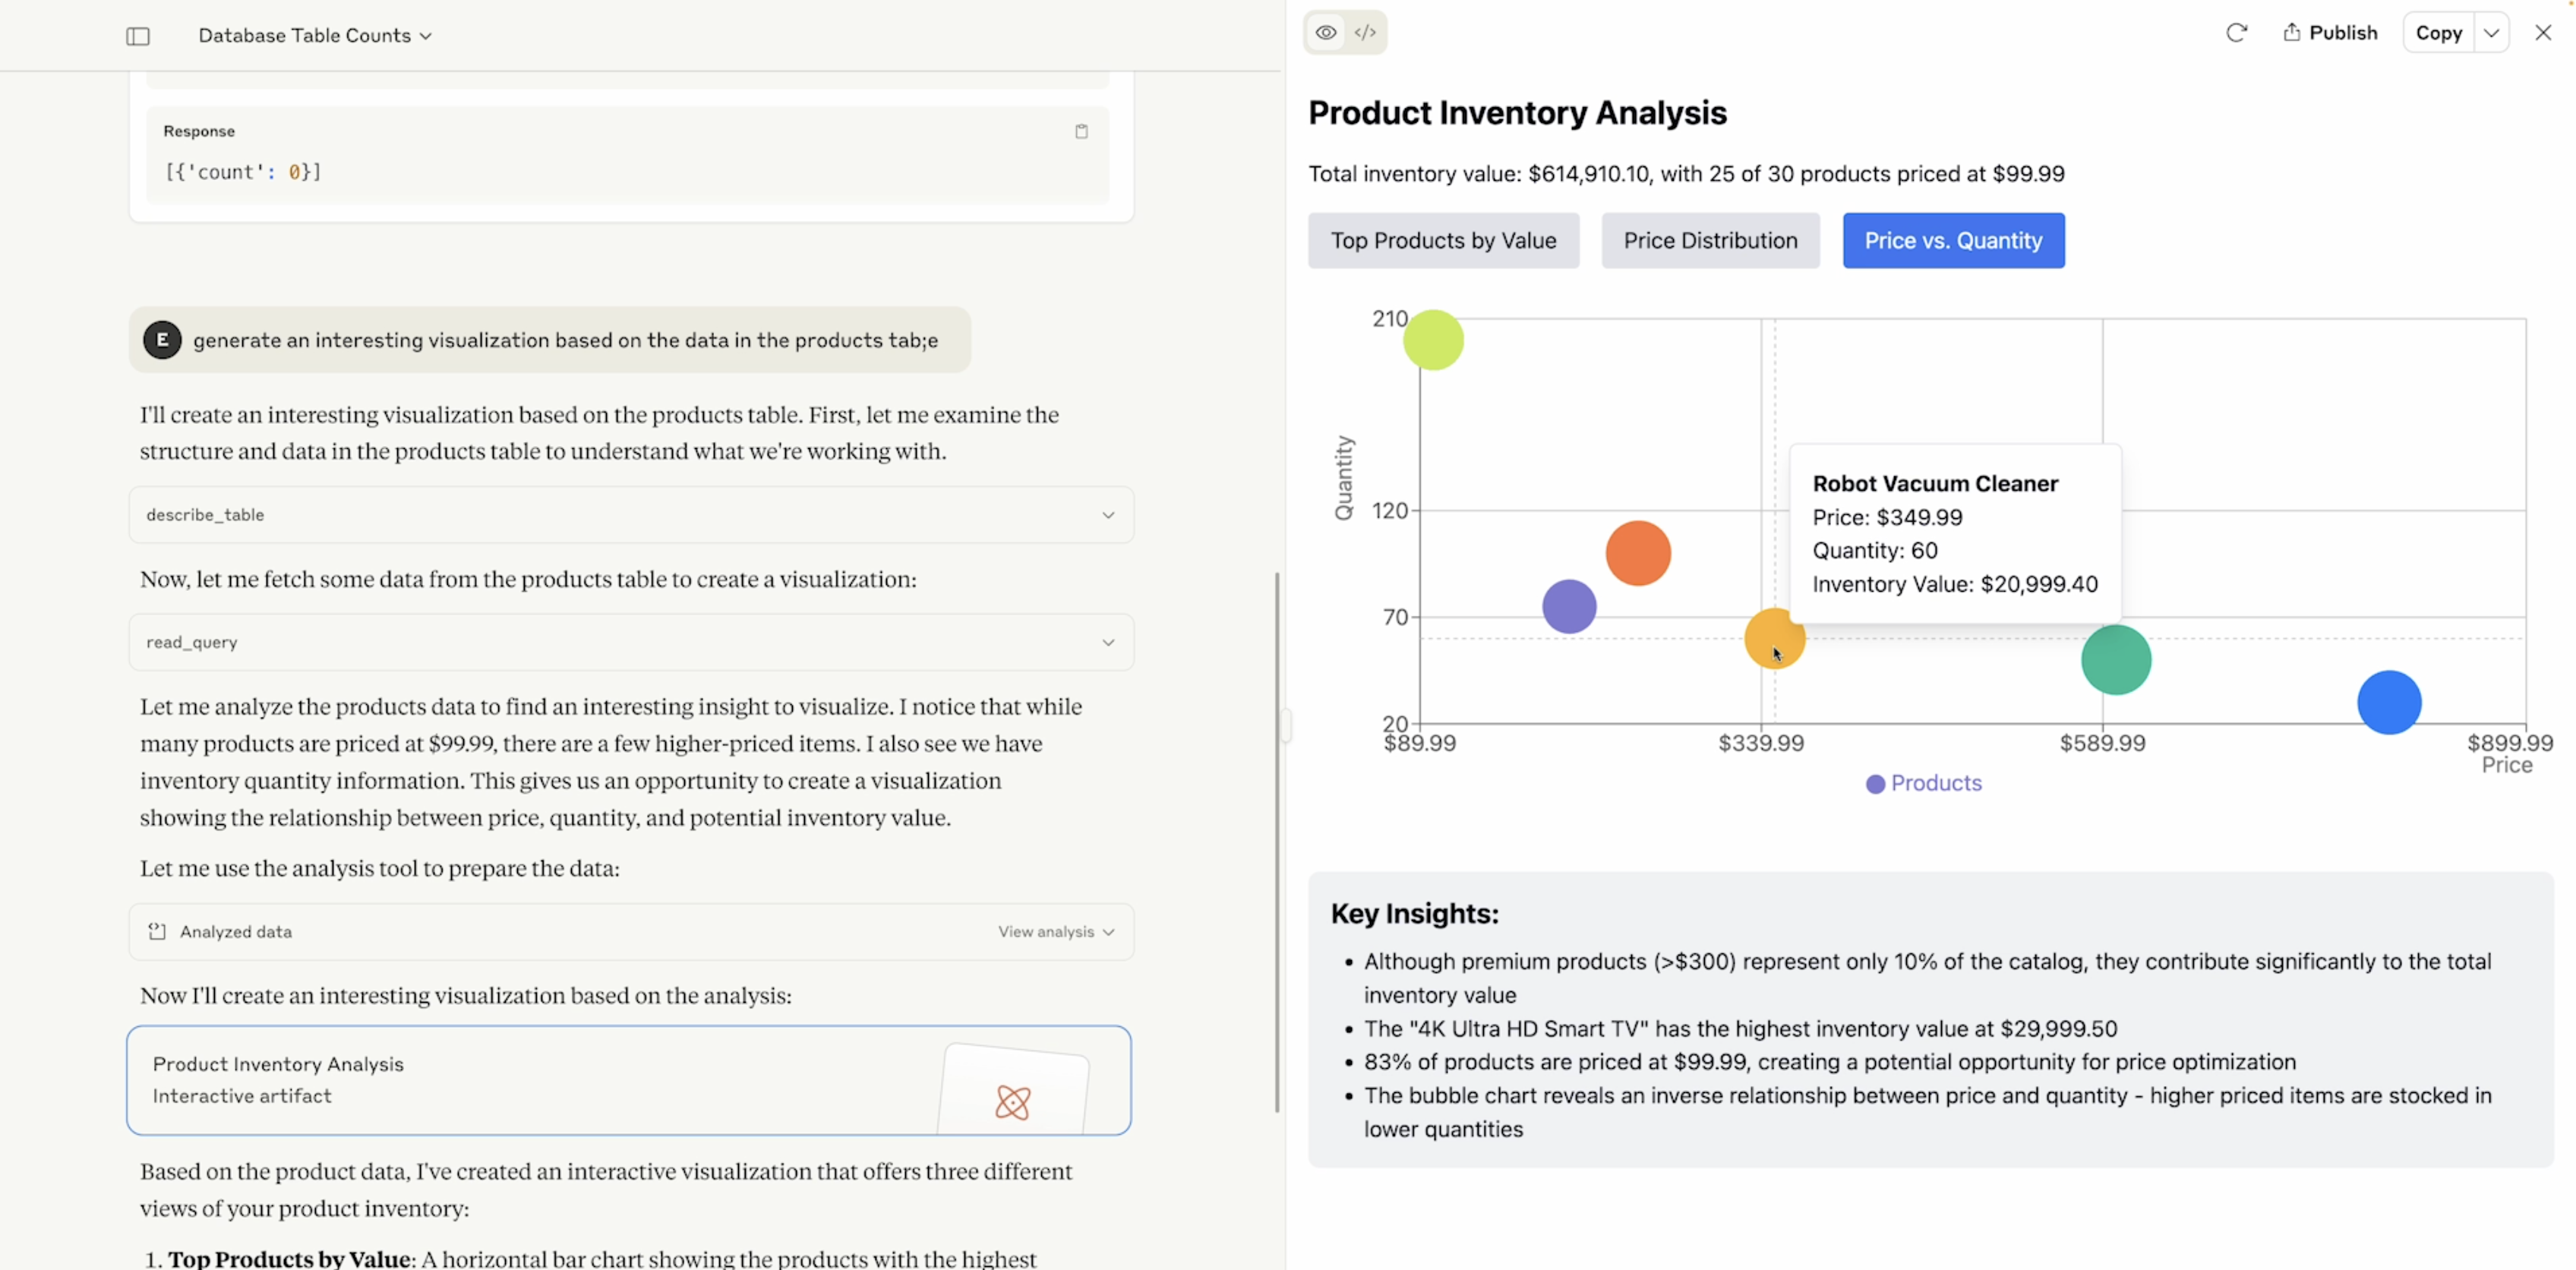 Database Table Counts
Response
[{'count': 0}]
E
generate an interesting visualization based on the data in the products tab;e
I'll create an interesting visualization based on the products table. First, let me examine the
structure and data in the products table to understand what we're working with.
describe_table
Now, let me fetch some data from the products table to create a visualization:
read_query
Let me analyze the products data to find an interesting insight to visualize. I notice that while
many products are priced at $99.99, there are a few higher-priced items. I also see we have
inventory quantity information. This gives us an opportunity to create a visualization
showing the relationship between price, quantity, and potential inventory value.
Let me use the analysis tool to prepare the data:
Analyzed data
View analysis
Now I'll create an interesting visualization based on the analysis:
Product Inventory Analysis
Interactive artifact
Based on the product data, I've created an interactive visualization that offers three different
views of your product inventory:
1. Top Products by Value: A horizontal bar chart showing the products with the highest
Publish
Copy
Product Inventory Analysis
Total inventory value: $614,910.10, with 25 of 30 products priced at $99.99
Top Products by Value
Price Distribution
Price vs. Quantity
210
120
70
20
Quantity
Robot Vacuum Cleaner
Price: $349.99
Quantity: 60
Inventory Value: $20,999.40
$89.99
$339.99
$589.99
$899.99
Price
Products
Key Insights:
• Although premium products (>$300) represent only 10% of the catalog, they contribute significantly to the total
inventory value
• The "4K Ultra HD Smart TV" has the highest inventory value at $29,999.50
• 83% of products are priced at $99.99, creating a potential opportunity for price optimization
• The bubble chart reveals an inverse relationship between price and quantity - higher priced items are stocked in
lower quantities